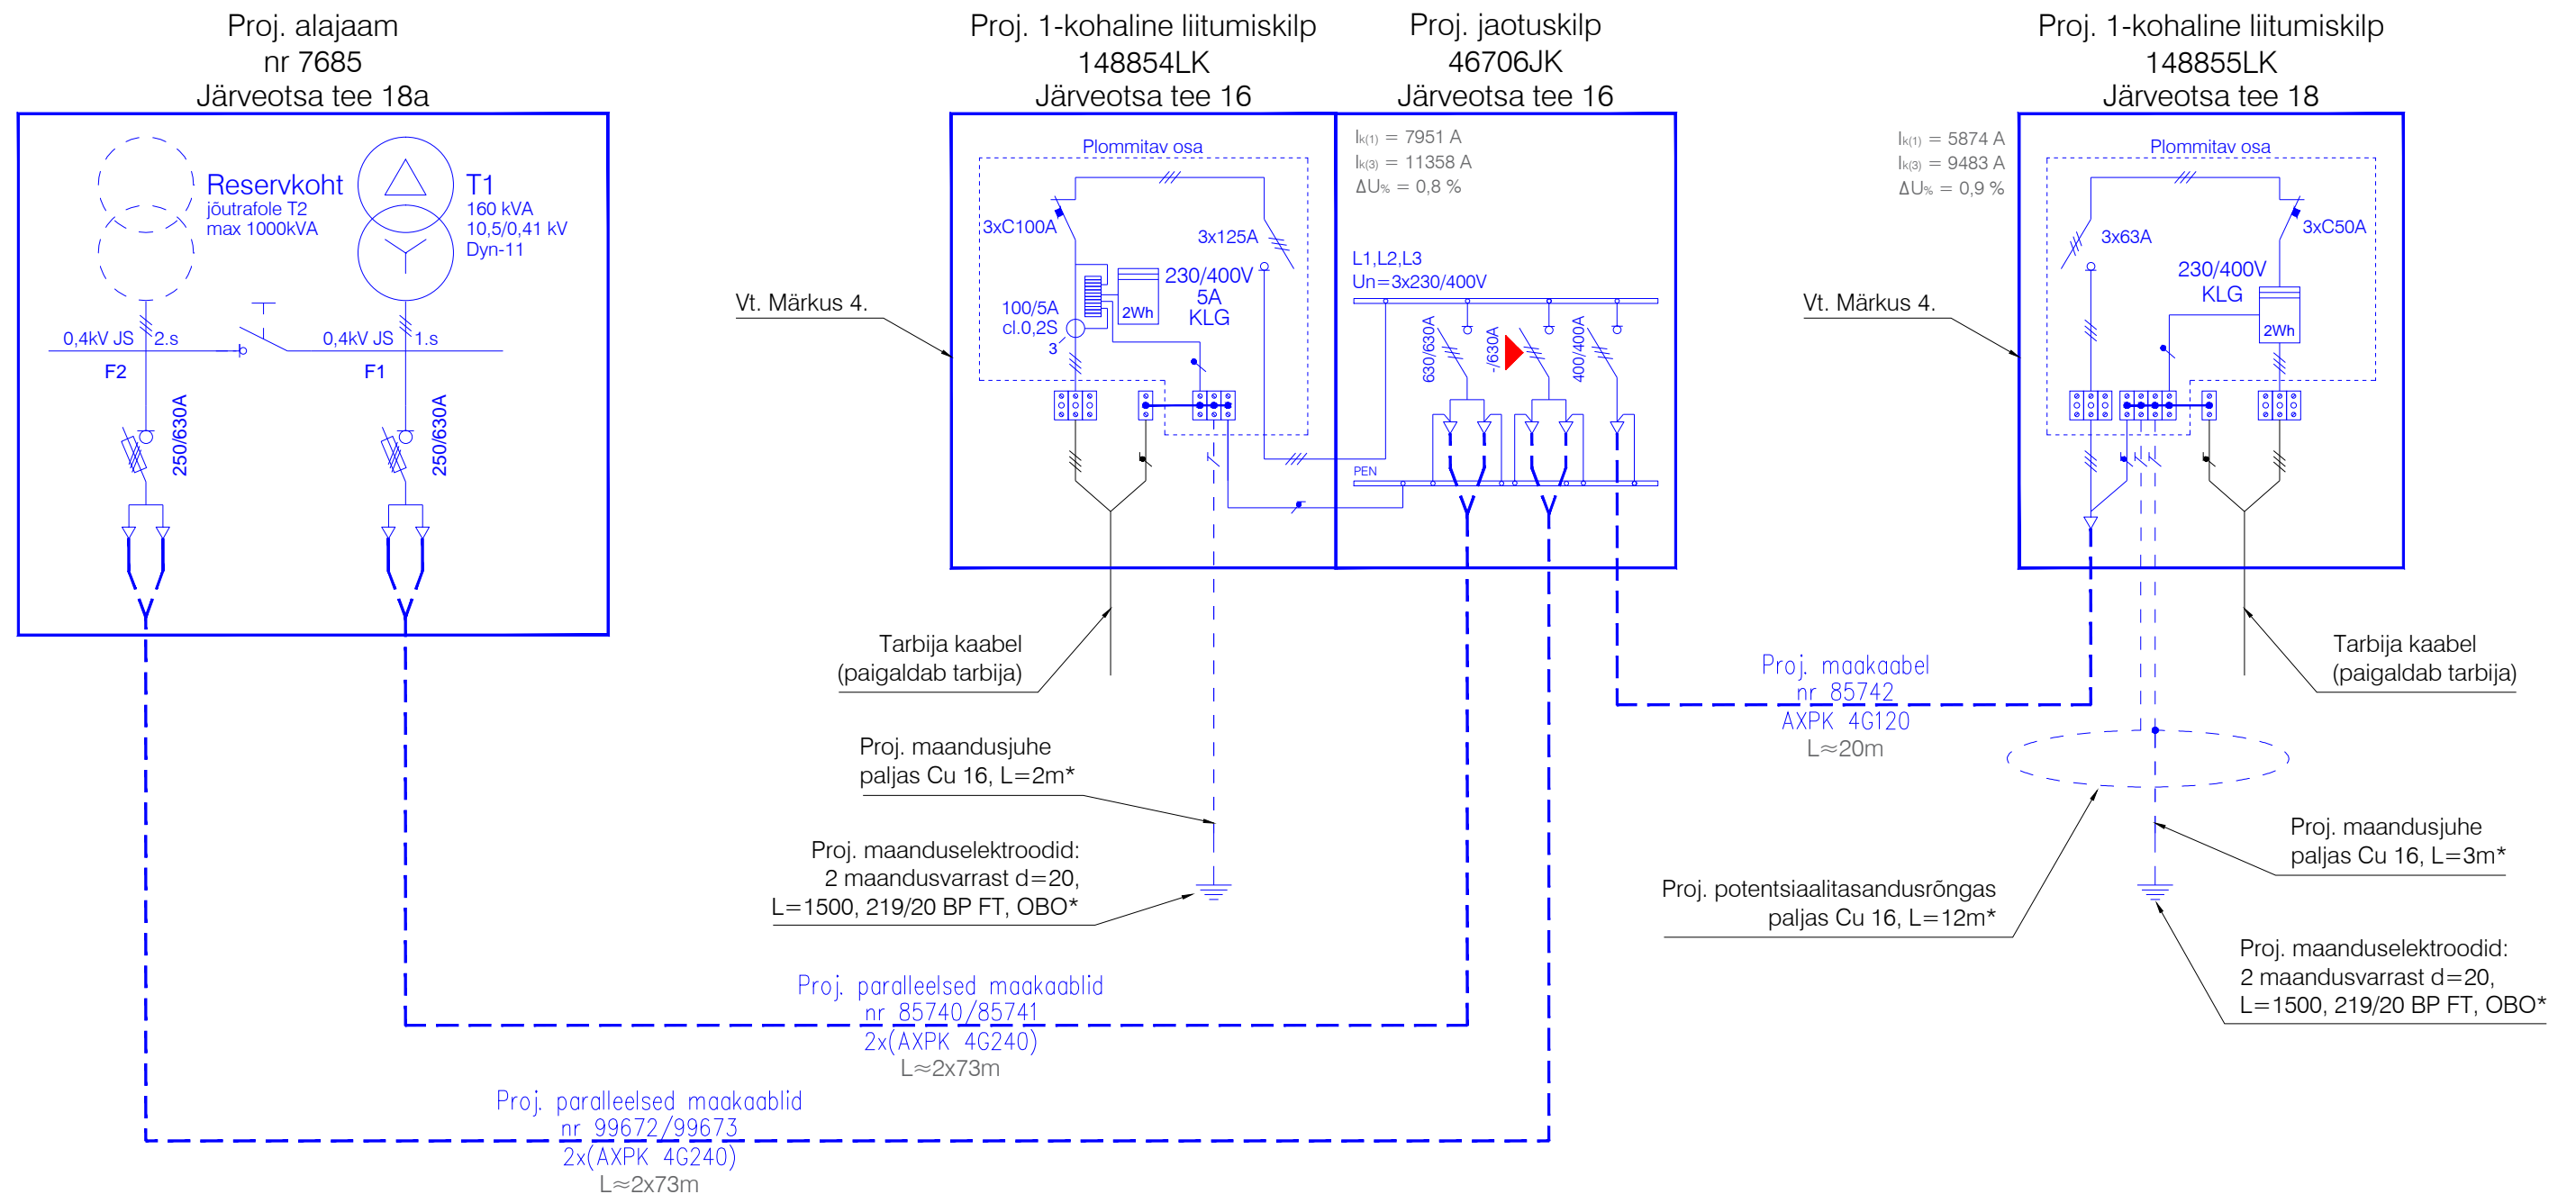 Proj. alajaam
nr 7685
Järveotsa tee 18a
Reservkoht
jõutrafole T2
max 1000kVA
T1
160 kVA
10,5/0,41 kV
Dyn-11
0,4kV JS
2.s
0,4kV JS
1.s
F2
F1
250/630A
250/630A
Proj. 1-kohaline liitumiskilp
148854LK
Järveotsa tee 16
Plommitav osa
3xC100A
3x125A
230/400V
5A
KLG
2Wh
100/5A
cl.0,2S
3
Vt. Märkus 4.
Proj. jaotuskilp
46706JK
Järveotsa tee 16
Ik(1) = 7951 A
Ik(3) = 11358 A
ΔU% = 0,8 %
L1,L2,L3
Un=3x230/400V
630/630A
-/630A
400/400A
PEN
Proj. 1-kohaline liitumiskilp
148855LK
Järveotsa tee 18
Ik(1) = 5874 A
Ik(3) = 9483 A
ΔU% = 0,9 %
Plommitav osa
3x63A
3xC50A
230/400V
KLG
2Wh
Vt. Märkus 4.
Tarbija kaabel
(paigaldab tarbija)
Proj. maandusjuhe
paljas Cu 16, L=2m*
Proj. maanduselektroodid:
2 maandusvarrast d=20,
L=1500, 219/20 BP FT, OBO*
Proj. maakaabel
nr 85742
AXPK 4G120
L≈20m
Tarbija kaabel
(paigaldab tarbija)
Proj. maandusjuhe
paljas Cu 16, L=3m*
Proj. potentsiaalitasandusrõngas
paljas Cu 16, L=12m*
Proj. maanduselektroodid:
2 maandusvarrast d=20,
L=1500, 219/20 BP FT, OBO*
Proj. paralleelsed maakaablid
nr 85740/85741
2x(AXPK 4G240)
L≈2x73m
Proj. paralleelsed maakaablid
nr 99672/99673
2x(AXPK 4G240)
L≈2x73m